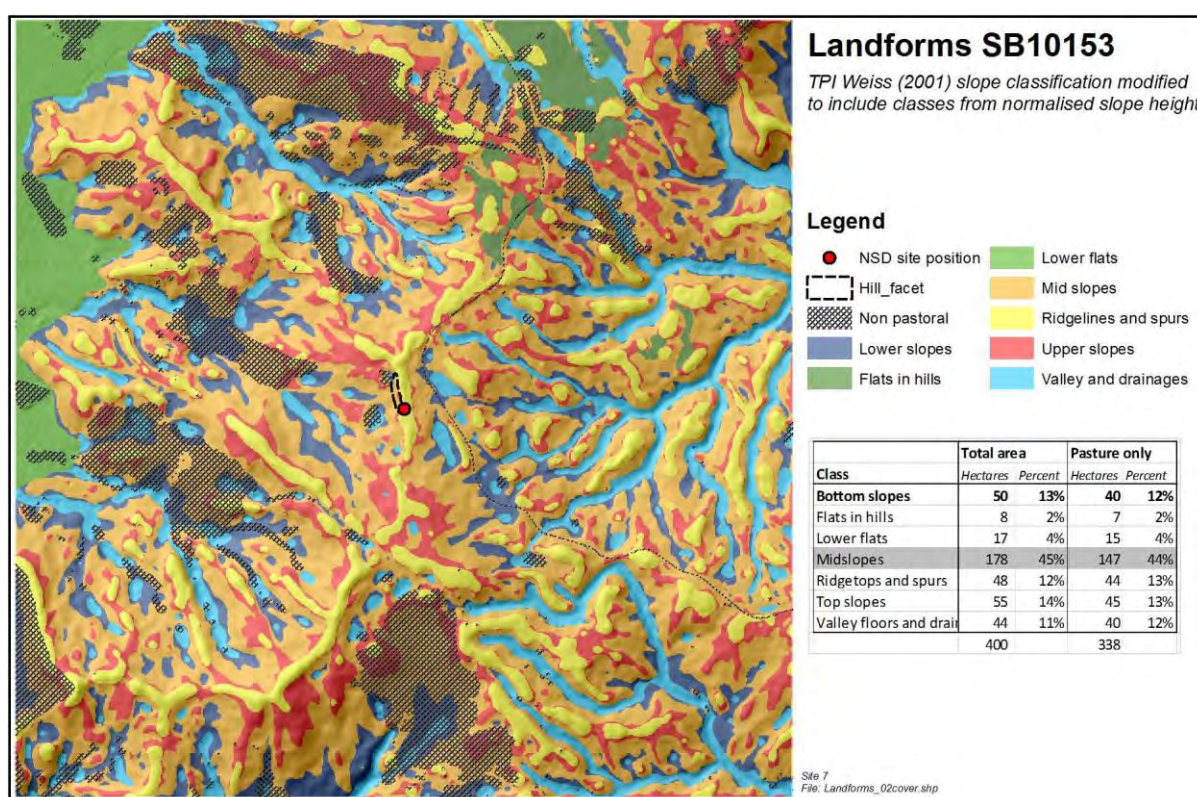 Landforms SB10153
TPI Weiss (2001) slope classification modified
to include classes from normalised slope height
Legend
NSD site position
Hill_facet
Non pastoral
Lower slopes
Flats in hills
Lower flats
Mid slopes
Ridgelines and spurs
Upper slopes
Valley and drainages
Total area Pasture only
Class Hectares Percent Hectares Percent
Bottom slopes 50 13% 40 12%
Flats in hills 8 2% 7 2%
Lower flats 17 4% 15 4%
Midslopes 178 45% 147 44%
Ridgetops and spurs 48 12% 44 13%
Top slopes 55 14% 45 13%
Valley floors and drair 44 11% 40 12%
400 338
Site 7
File: Landforms_02cover.shp